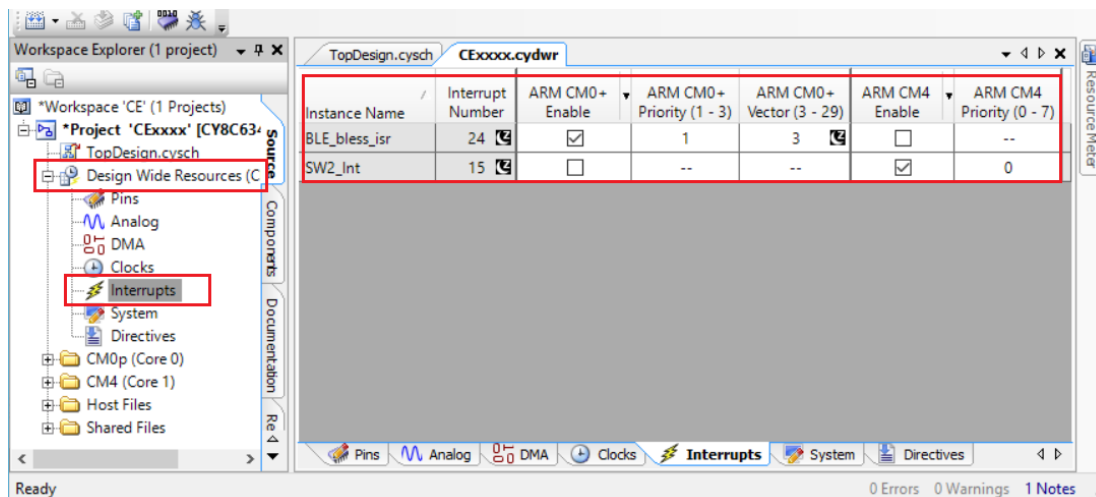 Workspace Explorer (1 project)
*Workspace 'CE' (1 Projects)
*Project 'CExxxx' [CY8C634
TopDesign.cysch
Design Wide Resources (C
Pins
Analog
DMA
Clocks
Interrupts
System
Directives
CM0p (Core 0)
CM4 (Core 1)
Host Files
Shared Files
Source
Components
Documentation
Re
TopDesign.cysch CExxxx.cydwr
Instance Name Interrupt Number ARM CM0+ Enable ARM CM0+ Priority (1 - 3) ARM CM0+ Vector (3 - 29) ARM CM4 Enable ARM CM4 Priority (0 - 7)
BLE_bless_isr 24 1 3 --
SW2_Int 15 -- -- 0
Pins Analog DMA Clocks Interrupts System Directives
Resource Meter
Ready 0 Errors 0 Warnings 1 Notes